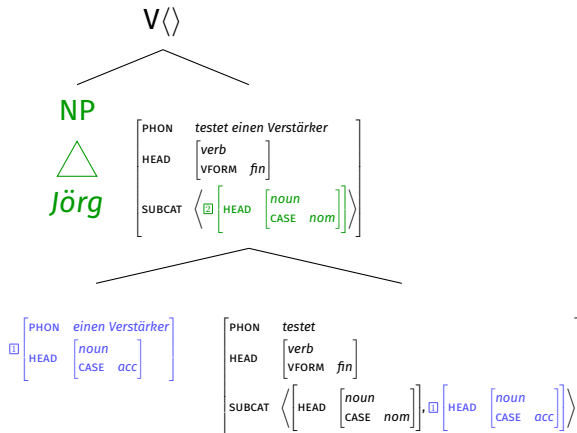 V⟨⟩
NP
Jörg
PHON testet einen Verstärker
HEAD verb
VFORM fin
SUBCAT ⟨ 2 [HEAD [noun
CASE nom]]⟩
1 PHON einen Verstärker
HEAD noun
CASE acc
PHON testet
HEAD verb
VFORM fin
SUBCAT ⟨[HEAD [noun
CASE nom]], 1 [HEAD [noun
CASE acc]]⟩